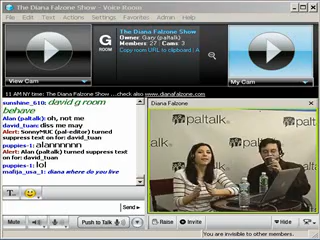 The Diana Falzone Show - Voice Room
File Edit Text Actions Settings Favorites Admin Help
G
ROOM
The Diana Falzone Show
Owner Gary (paltalk)
Members: 27 Cams: 3
Copy room URL to clipboard | A
View Cam
My Cam
11 AM NY time: The Diana Falzone Show ...check also www.dianafalzone.com
sunshine_610: david g room
behave
Alan (paltalk): oh, not me
david_tuan: diss me may
Alert: SonnyMUC (pal-editor) turned
suppress text on for: david_tuan
puppies-1: alannnnnn
Alert: Alan (paltalk) turned suppress text
on for: david_tuan
puppies-1: lol
malija_usa_1: diana where do you live
Diana Falzone
paltalk
paltalk
Send
Mute
Push to Talk
Raise
Invite
Hide
You are invisible to other members.